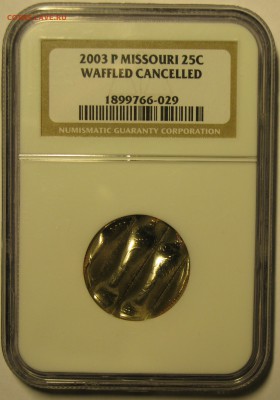 2003 P MISSOURI 25C
WAFFLED CANCELLED
1899766-029
NUMISMATIC GUARANTY CORPORATION